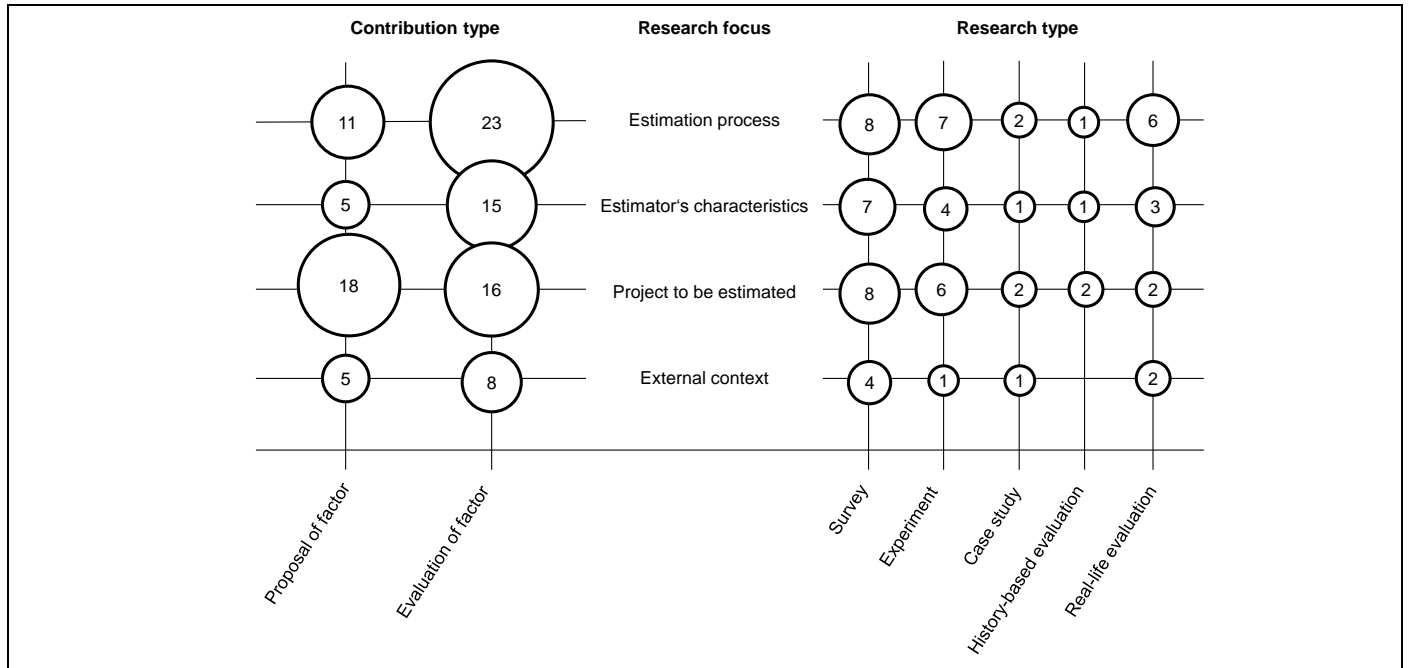 Contribution type Research focus Research type
11 23 Estimation process 8 7 2 1 6
5 15 Estimator‘s characteristics 7 4 1 1 3
18 16 Project to be estimated 8 6 2 2 2
5 8 External context 4 1 1 2
Proposal of factor
Evaluation of factor
Survey
Experiment
Case study
History-based evaluation
Real-life evaluation